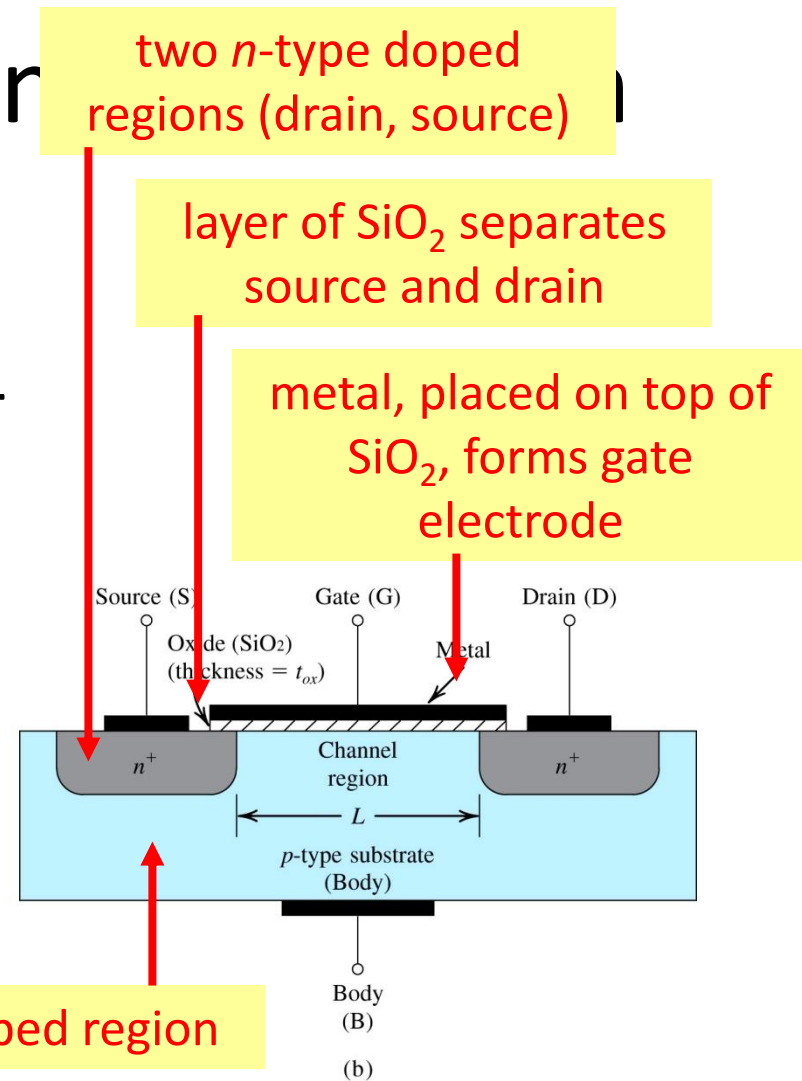 two n-type doped
regions (drain, source)
layer of SiO₂ separates
source and drain
metal, placed on top of
SiO₂, forms gate
electrode
Source (S)
Gate (G)
Drain (D)
Oxide (SiO₂)
(thickness = tₒₓ)
Metal
n⁺
Channel
region
n⁺
L
p-type substrate
(Body)
Body
(B)
region
(b)